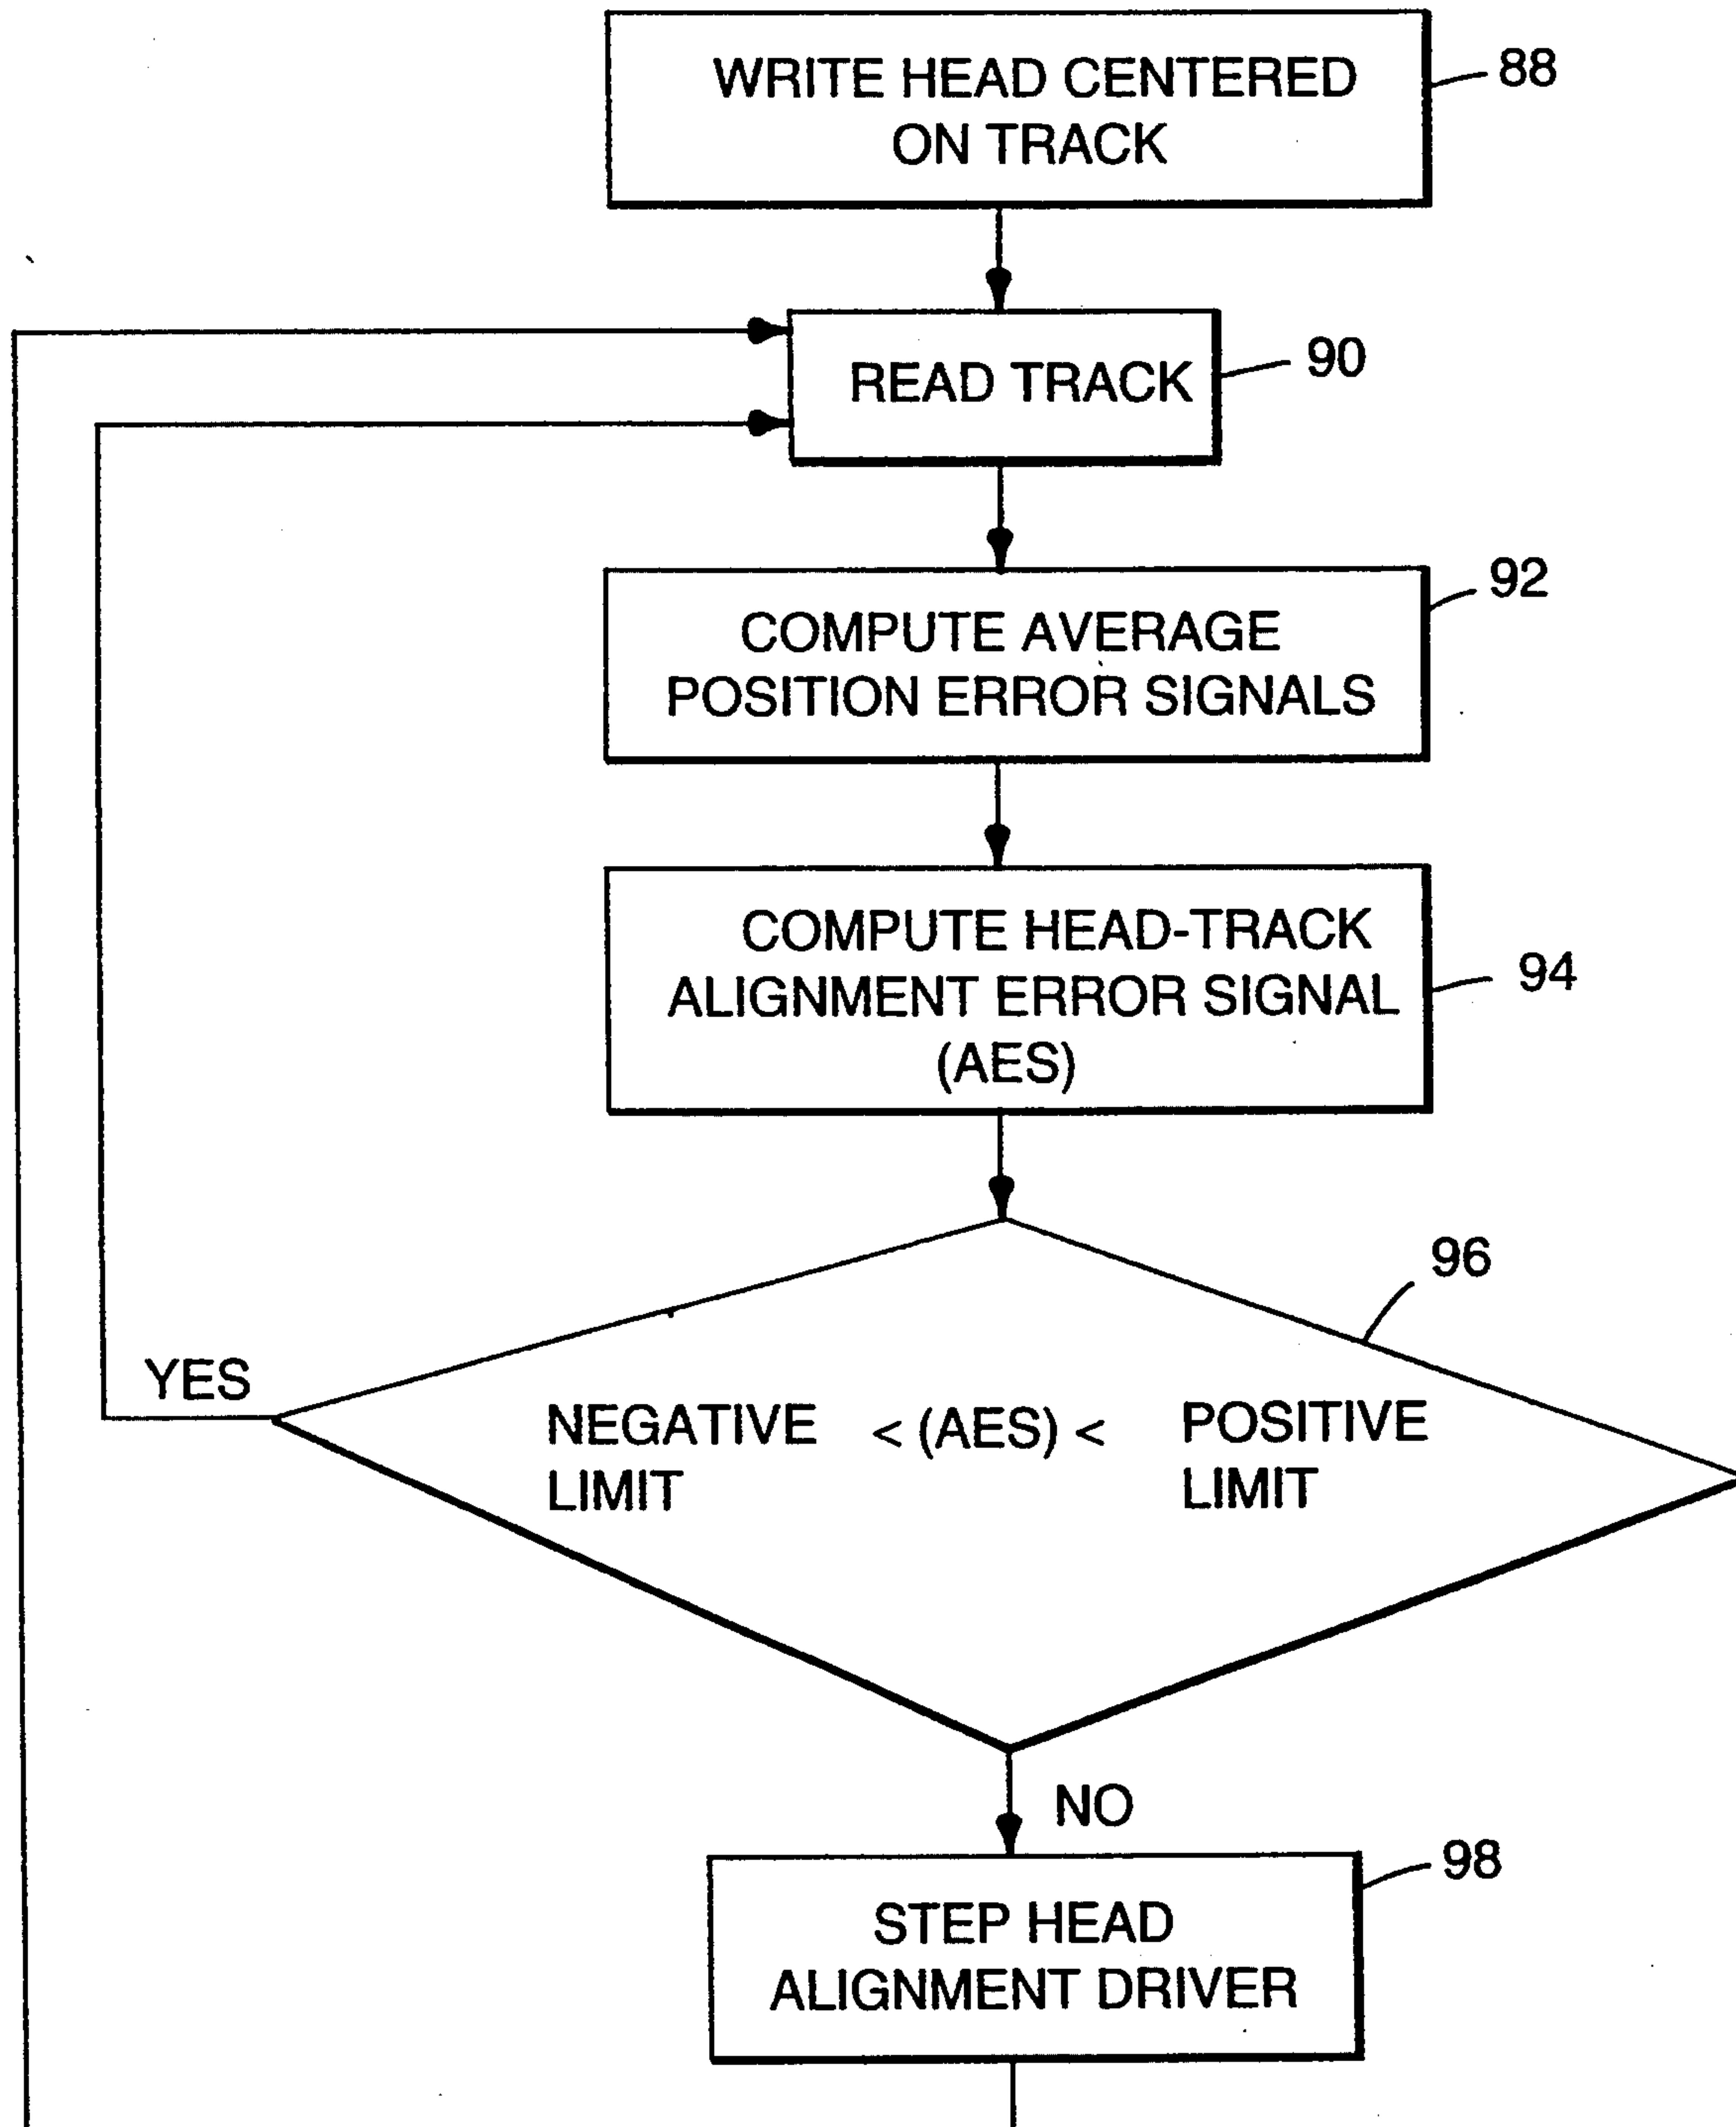 WRITE HEAD CENTERED
ON TRACK
88
READ TRACK
90
COMPUTE AVERAGE
POSITION ERROR SIGNALS
92
COMPUTE HEAD-TRACK
ALIGNMENT ERROR SIGNAL
(AES)
94
96
YES
NEGATIVE < (AES) < POSITIVE
LIMIT LIMIT
NO
STEP HEAD
ALIGNMENT DRIVER
98